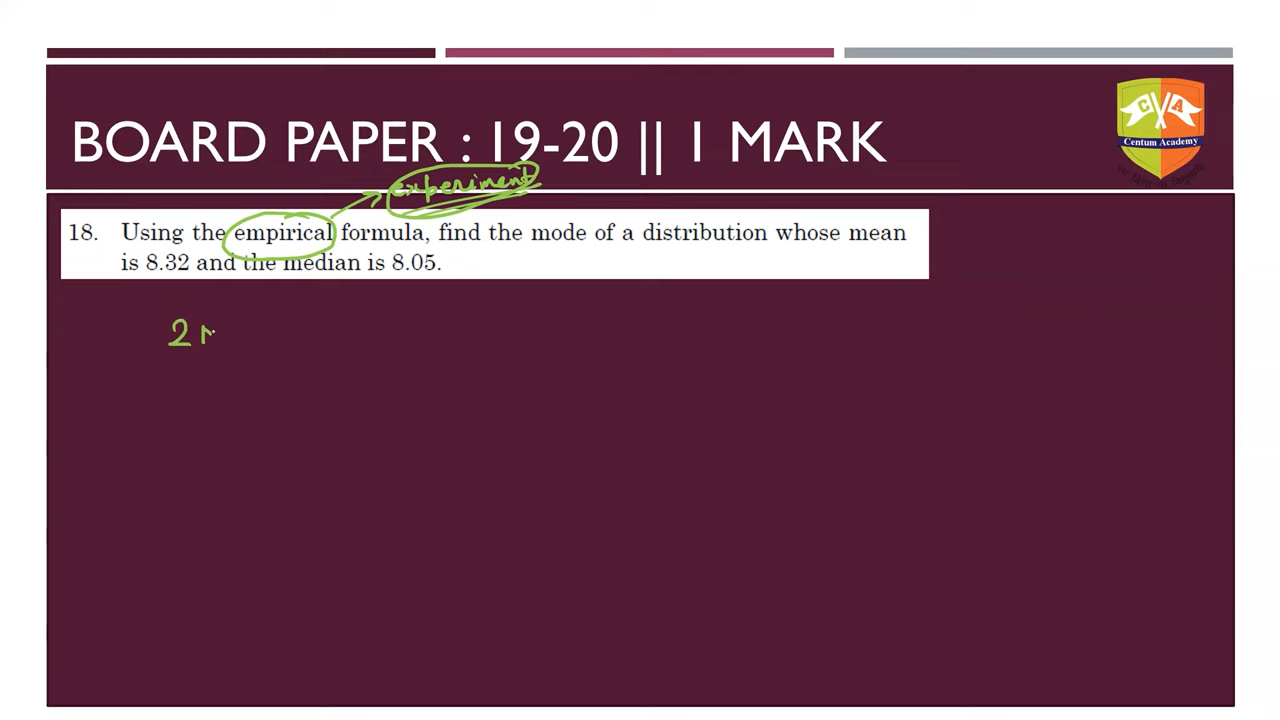 BOARD PAPER : 19-20 || 1 MARK
C A
Centum Academy
experiment
18. Using the empirical formula, find the mode of a distribution whose mean
is 8.32 and the median is 8.05.
2